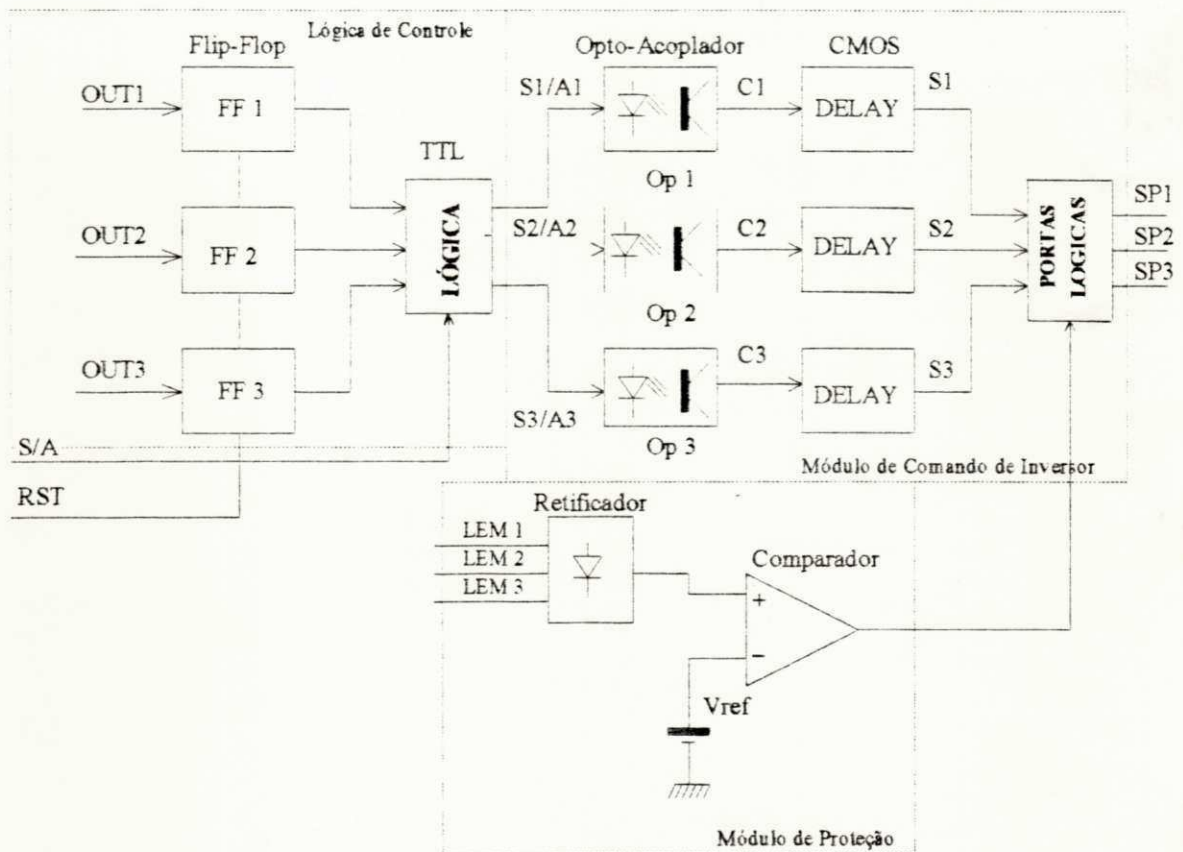 Lógica de Controle
Flip-Flop
Opto-Acoplador
CMOS
OUT1
FF 1
S1/A1
C1
DELAY
S1
TTL
Op 1
OUT2
FF 2
LÓGICA
S2/A2
C2
DELAY
S2
PORTAS
LOGICAS
SP1
SP2
SP3
Op 2
OUT3
FF 3
C3
DELAY
S3
S3/A3
Op 3
S/A
Módulo de Comando de Inversor
RST
Retificador
LEM 1
LEM 2
LEM 3
Comparador
+
−
Vref
Módulo de Proteção